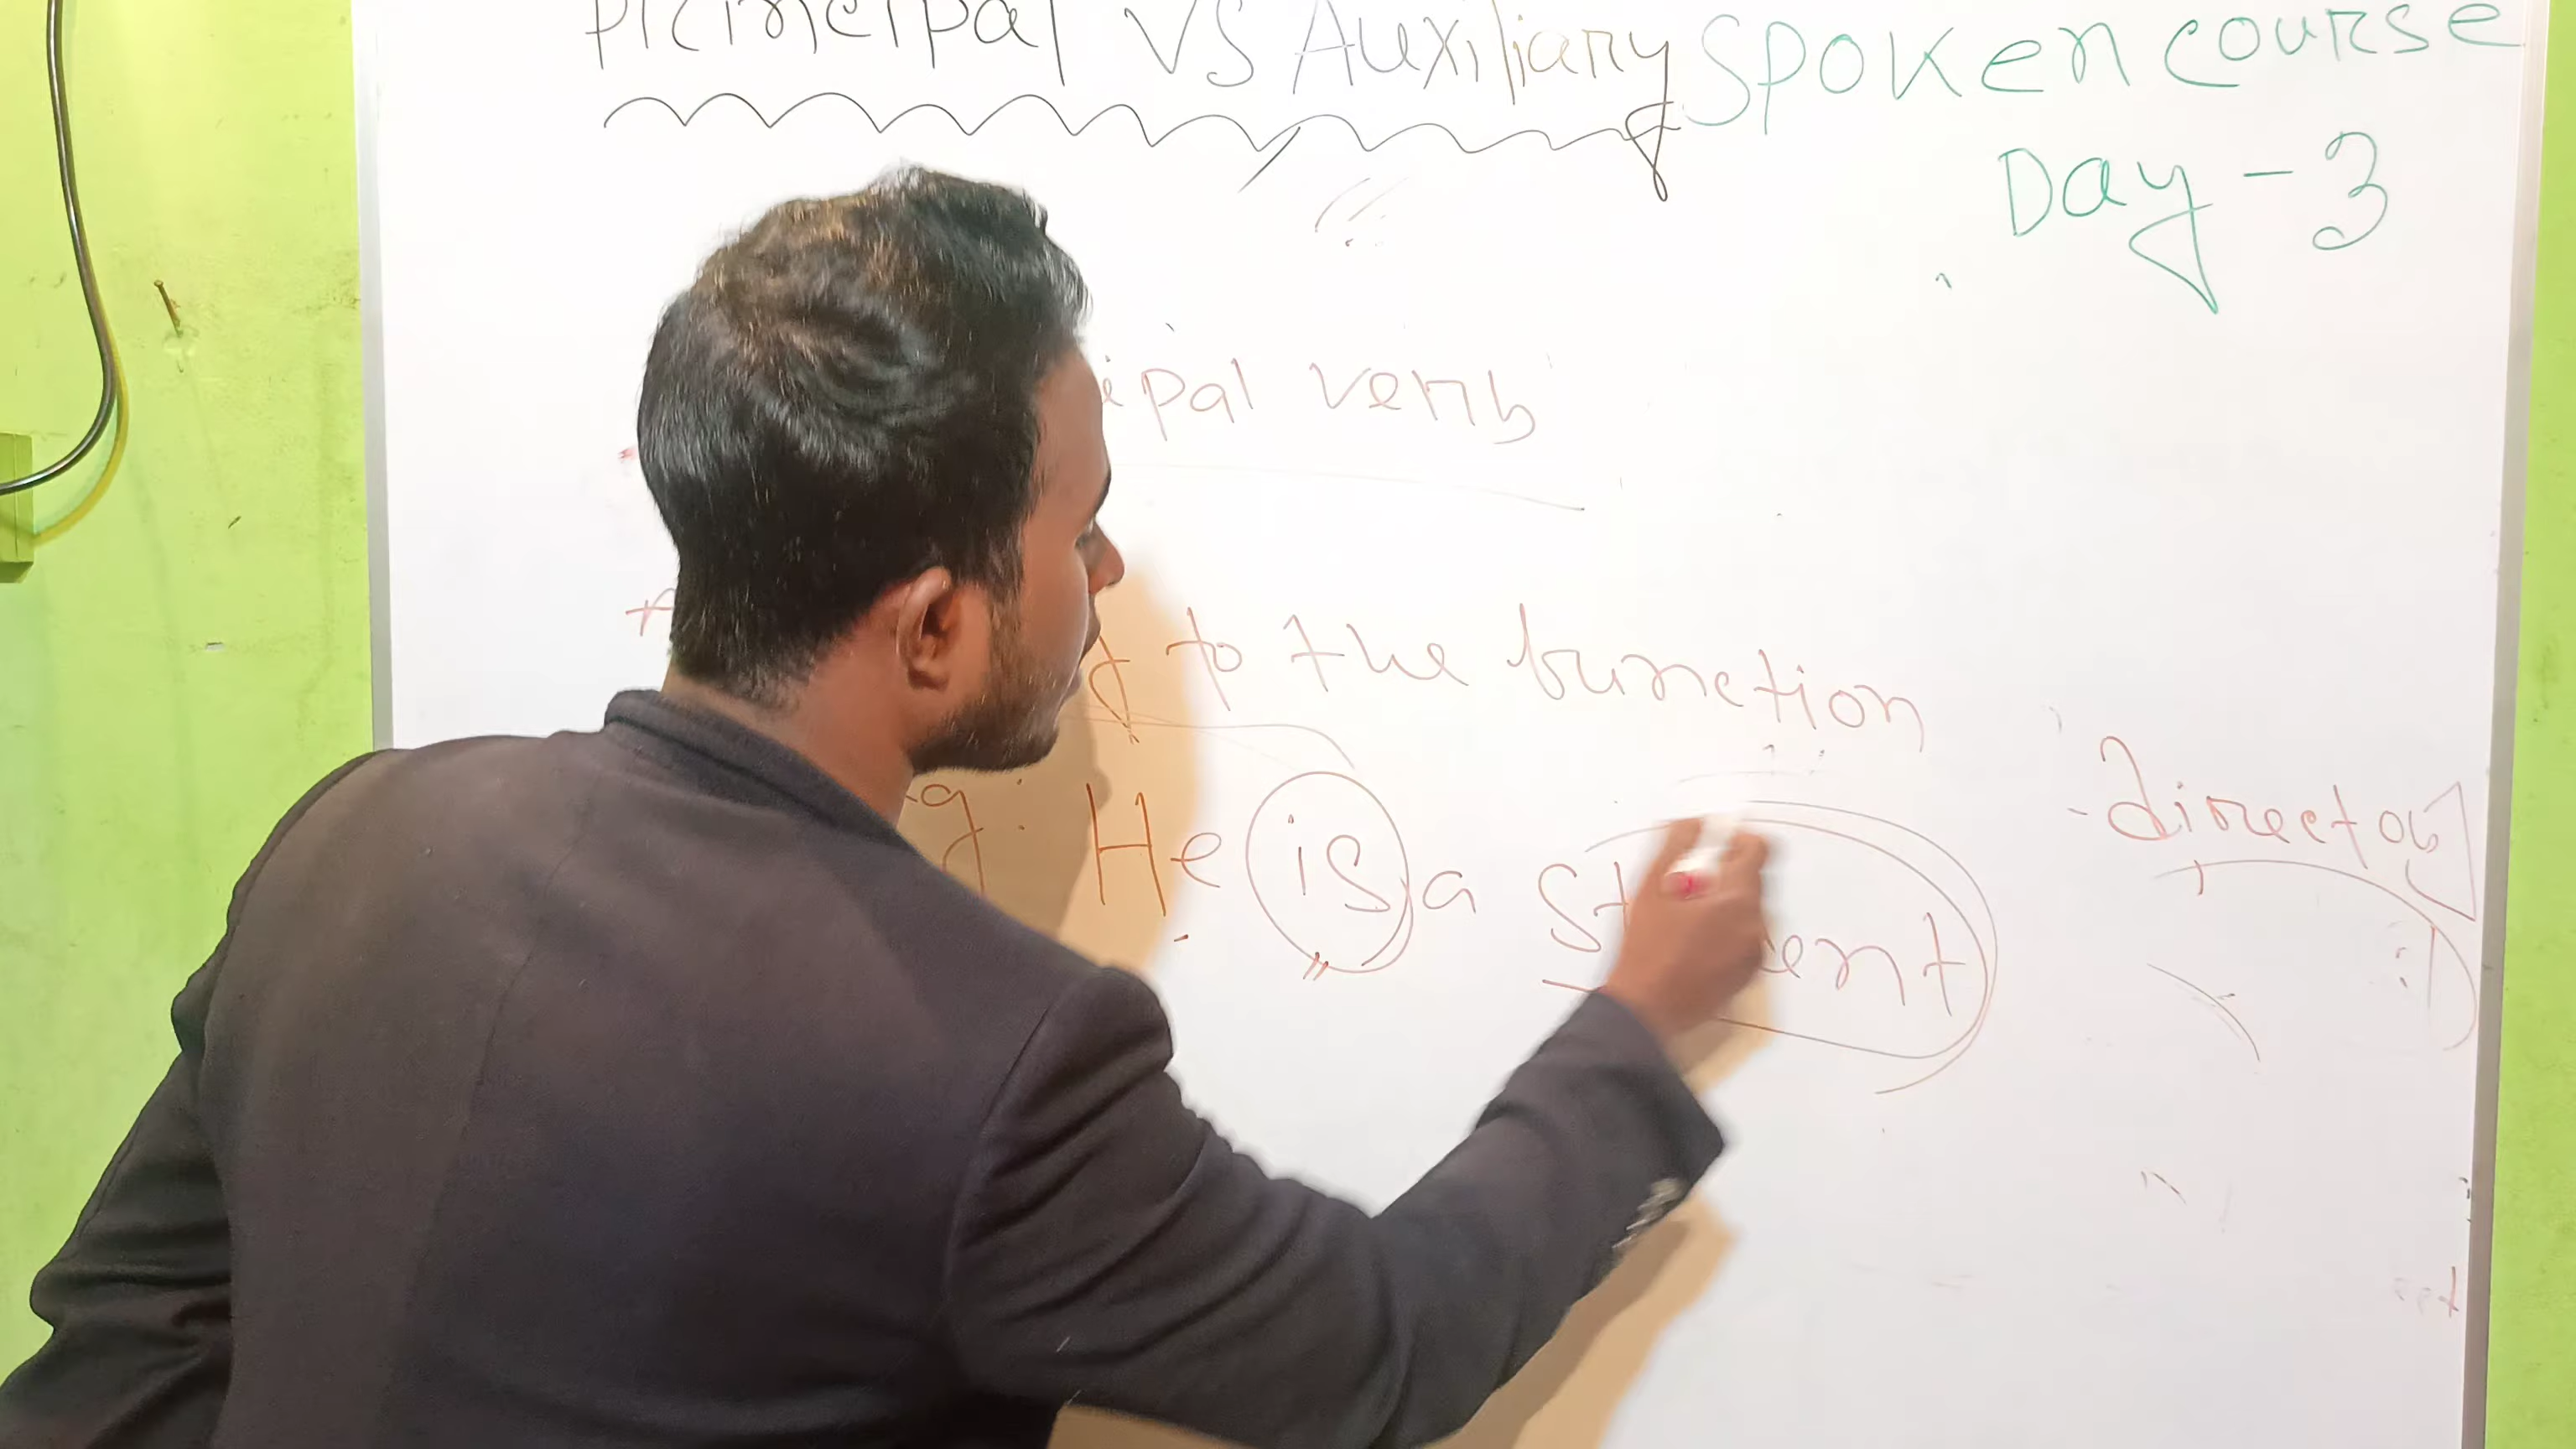 Principal VS Auxiliary
Spoken course
Day - 3
ipal verb
to the function
g: He is a student
director